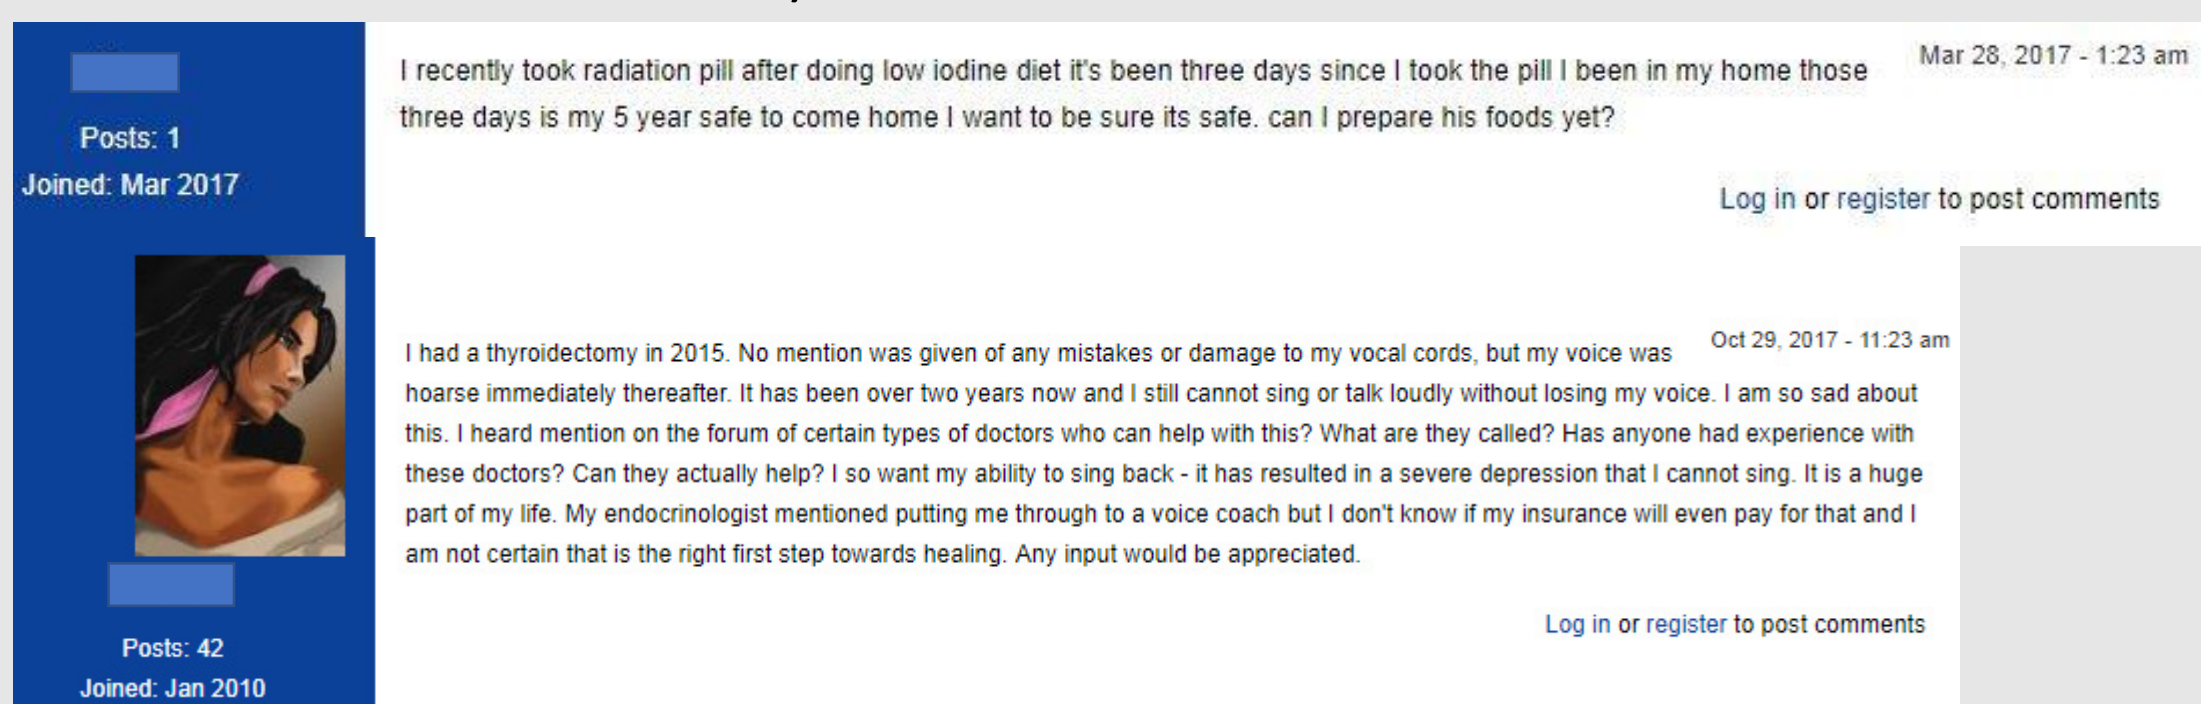 I recently took radiation pill after doing low iodine diet it's been three days since I took the pill I been in my home those
three days is my 5 year safe to come home I want to be sure its safe. can I prepare his foods yet?
Mar 28, 2017 - 1:23 am
Posts: 1
Joined: Mar 2017
Log in or register to post comments
I had a thyroidectomy in 2015. No mention was given of any mistakes or damage to my vocal cords, but my voice was
hoarse immediately thereafter. It has been over two years now and I still cannot sing or talk loudly without losing my voice. I am so sad about
this. I heard mention on the forum of certain types of doctors who can help with this? What are they called? Has anyone had experience with
these doctors? Can they actually help? I so want my ability to sing back - it has resulted in a severe depression that I cannot sing. It is a huge
part of my life. My endocrinologist mentioned putting me through to a voice coach but I don't know if my insurance will even pay for that and I
am not certain that is the right first step towards healing. Any input would be appreciated.
Oct 29, 2017 - 11:23 am
Log in or register to post comments
Posts: 42
Joined: Jan 2010